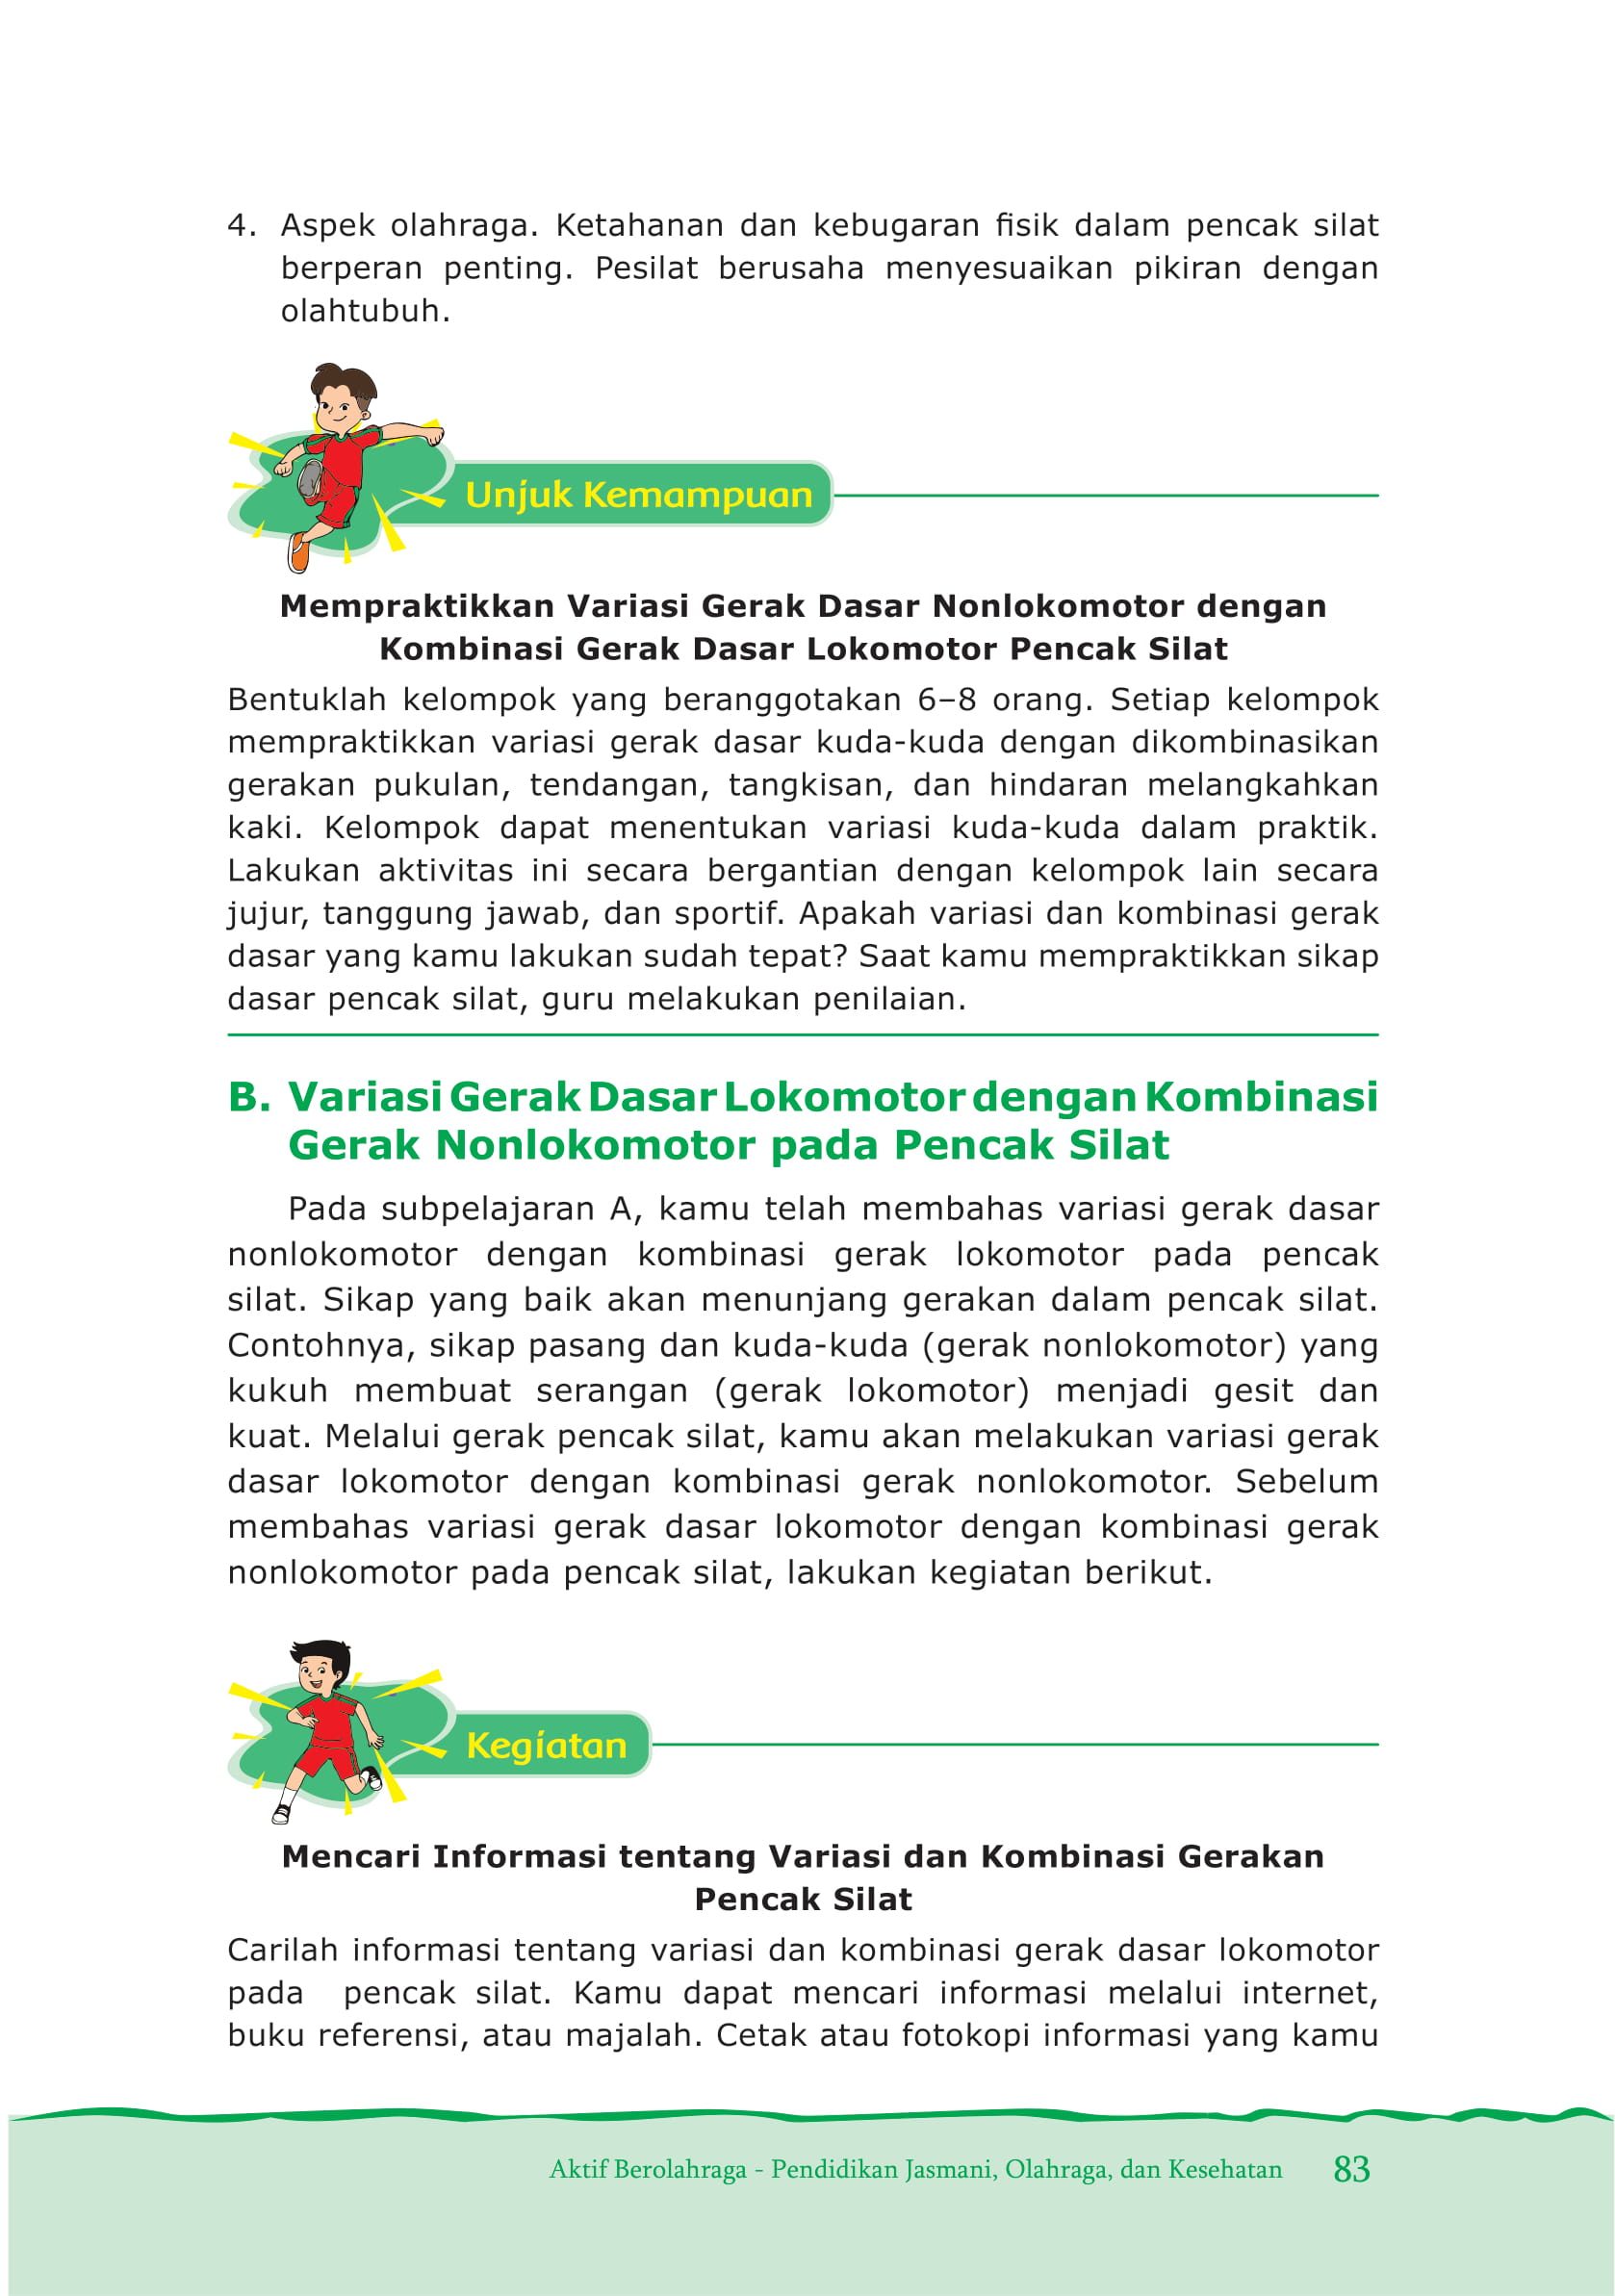 4. Aspek olahraga. Ketahanan dan kebugaran fisik dalam pencak silat
berperan penting. Pesilat berusaha menyesuaikan pikiran dengan
olahtubuh.
Unjuk Kemampuan
Mempraktikkan Variasi Gerak Dasar Nonlokomotor dengan
Kombinasi Gerak Dasar Lokomotor Pencak Silat
Bentuklah kelompok yang beranggotakan 6–8 orang. Setiap kelompok
mempraktikkan variasi gerak dasar kuda-kuda dengan dikombinasikan
gerakan pukulan, tendangan, tangkisan, dan hindaran melangkahkan
kaki. Kelompok dapat menentukan variasi kuda-kuda dalam praktik.
Lakukan aktivitas ini secara bergantian dengan kelompok lain secara
jujur, tanggung jawab, dan sportif. Apakah variasi dan kombinasi gerak
dasar yang kamu lakukan sudah tepat? Saat kamu mempraktikkan sikap
dasar pencak silat, guru melakukan penilaian.
B. Variasi Gerak Dasar Lokomotor dengan Kombinasi
Gerak Nonlokomotor pada Pencak Silat
Pada subpelajaran A, kamu telah membahas variasi gerak dasar
nonlokomotor dengan kombinasi gerak lokomotor pada pencak
silat. Sikap yang baik akan menunjang gerakan dalam pencak silat.
Contohnya, sikap pasang dan kuda-kuda (gerak nonlokomotor) yang
kukuh membuat serangan (gerak lokomotor) menjadi gesit dan
kuat. Melalui gerak pencak silat, kamu akan melakukan variasi gerak
dasar lokomotor dengan kombinasi gerak nonlokomotor. Sebelum
membahas variasi gerak dasar lokomotor dengan kombinasi gerak
nonlokomotor pada pencak silat, lakukan kegiatan berikut.
Kegiatan
Mencari Informasi tentang Variasi dan Kombinasi Gerakan
Pencak Silat
Carilah informasi tentang variasi dan kombinasi gerak dasar lokomotor
pada pencak silat. Kamu dapat mencari informasi melalui internet,
buku referensi, atau majalah. Cetak atau fotokopi informasi yang kamu
Aktif Berolahraga - Pendidikan Jasmani, Olahraga, dan Kesehatan 83